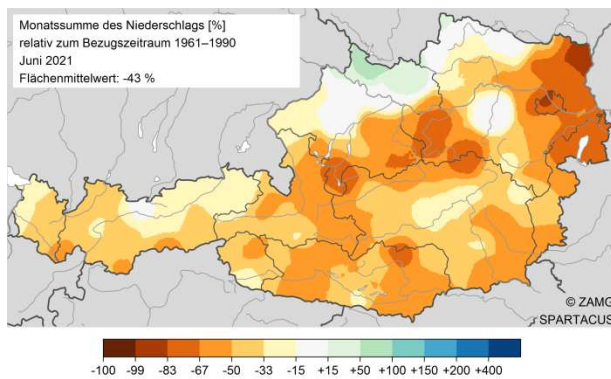 Monatssumme des Niederschlags [%]
relativ zum Bezugszeitraum 1961–1990
Juni 2021
Flächenmittelwert: -43 %
© ZAMG
SPARTACUS
-100 -99 -83 -67 -50 -33 -15 +15 +50 +100 +150 +200 +400